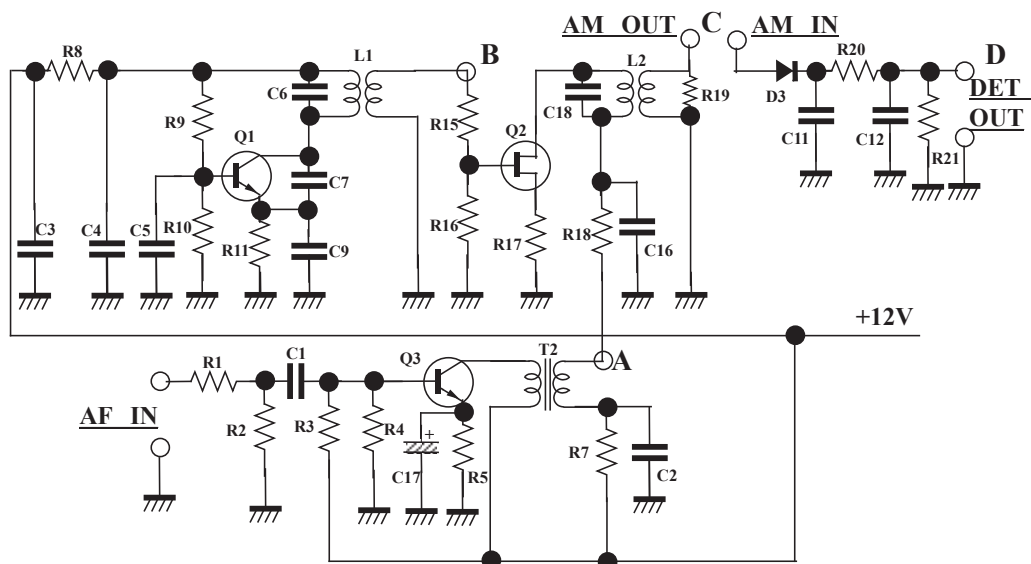 AM OUT C AM IN
R8 L1 B L2 R20 D
C6 R19 D3 DET
R9 R15 C18 OUT
Q1 Q2 C11 C12
R21
C7
C3 C4 C5 R10 R11 C9 R16 R17 R18 C16
+12V
R1 C1 Q3 T2 A
AF IN R2 R3 R4 + R7
C17 R5 C2